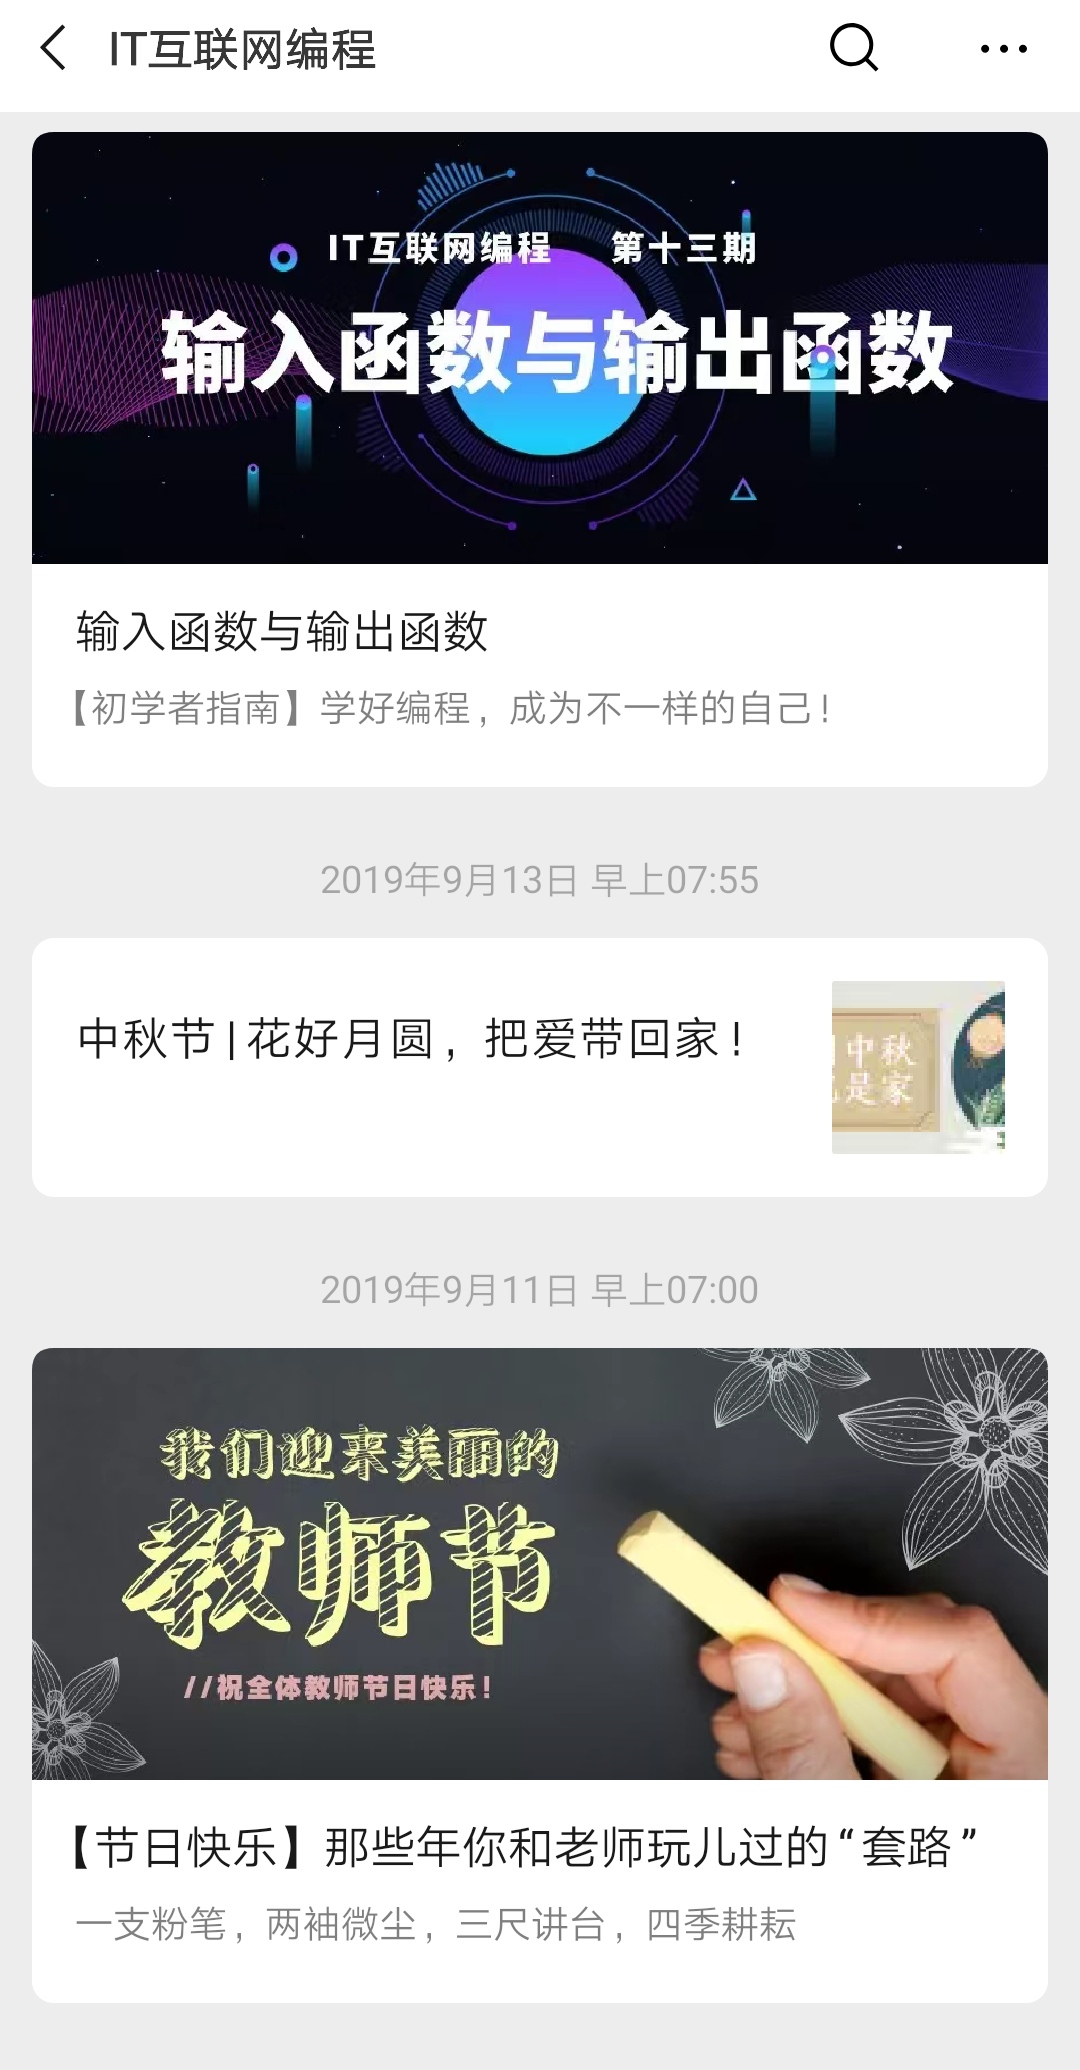 IT互联网编程
IT互联网编程 第十三期
输入函数与输出函数
输入函数与输出函数
【初学者指南】学好编程，成为不一样的自己！
2019年9月13日 早上07:55
中秋节|花好月圆，把爱带回家！
中秋
是家
2019年9月11日 早上07:00
我们迎来美丽的
教师节
//祝全体教师节日快乐！
【节日快乐】那些年你和老师玩儿过的“套路”
一支粉笔，两袖微尘，三尺讲台，四季耕耘